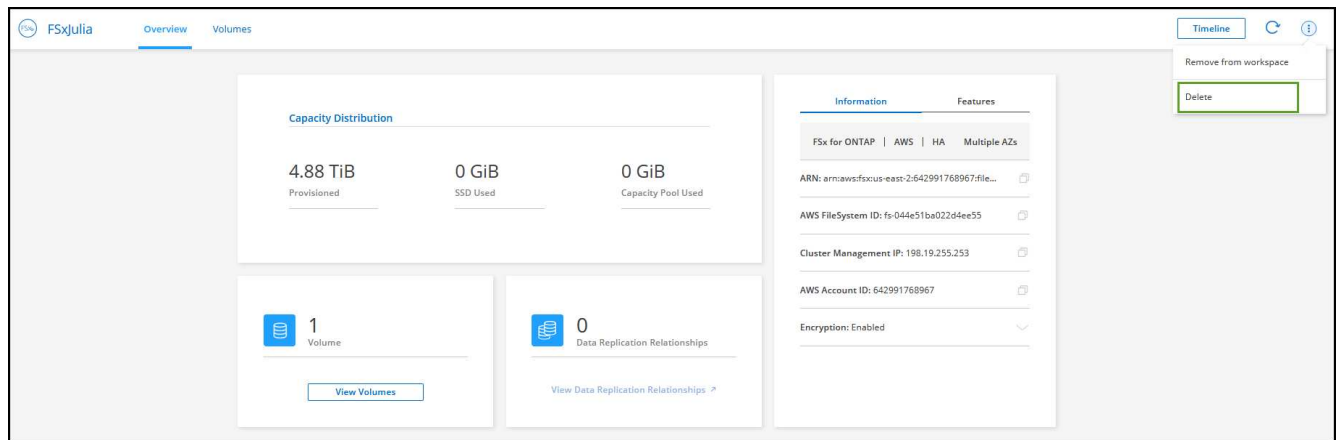 FSxN FSxJulia Overview Volumes Timeline
Remove from workspace
Delete
Capacity Distribution
4.88 TiB 0 GiB 0 GiB
Provisioned SSD Used Capacity Pool Used
1
Volume
View Volumes
0
Data Replication Relationships
View Data Replication Relationships
Information Features
FSx for ONTAP | AWS | HA Multiple AZs
ARN: arn:aws:fsx:us-east-2:642991768967:file...
AWS FileSystem ID: fs-044e51ba022d4ee55
Cluster Management IP: 198.19.255.253
AWS Account ID: 642991768967
Encryption: Enabled